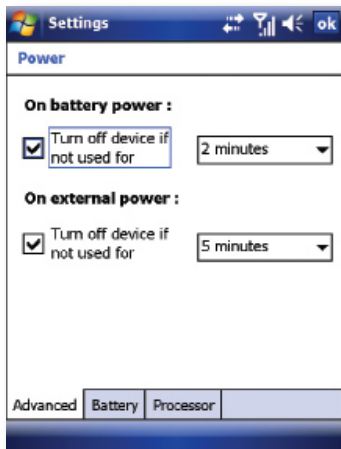 Settings ok
Power
On battery power :
Turn off device if
not used for
2 minutes
On external power :
Turn off device if
not used for
5 minutes
Advanced Battery Processor